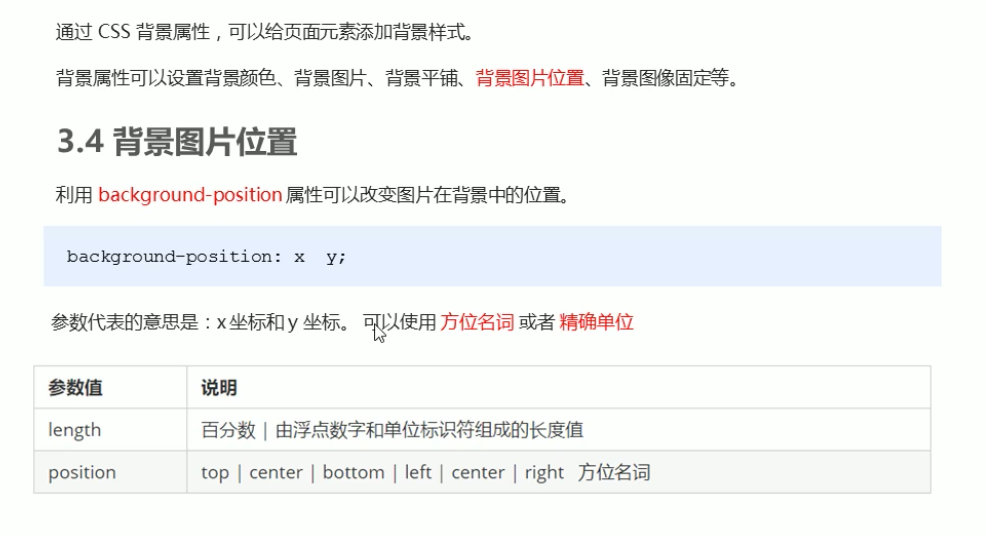 通过 CSS 背景属性，可以给页面元素添加背景样式。
背景属性可以设置背景颜色、背景图片、背景平铺、背景图片位置、背景图像固定等。
3.4 背景图片位置
利用 background-position 属性可以改变图片在背景中的位置。
background-position: x  y;
参数代表的意思是：x 坐标和 y 坐标。 可以使用 方位名词 或者 精确单位
参数值 说明
length 百分数 | 由浮点数字和单位标识符组成的长度值
position top | center | bottom | left | center | right 方位名词